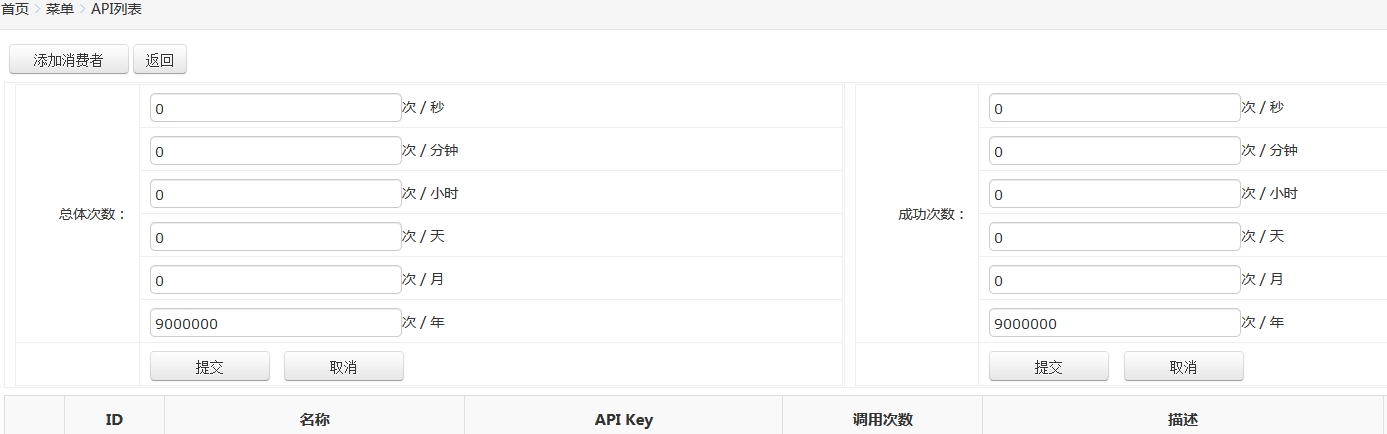 首页 > 菜单 > API列表
添加消费者 返回
0 次 / 秒 0 次 / 秒
0 次 / 分钟 0 次 / 分钟
0 次 / 小时 0 次 / 小时
总体次数： 成功次数：
0 次 / 天 0 次 / 天
0 次 / 月 0 次 / 月
9000000 次 / 年 9000000 次 / 年
提交 取消 提交 取消
ID 名称 API Key 调用次数 描述